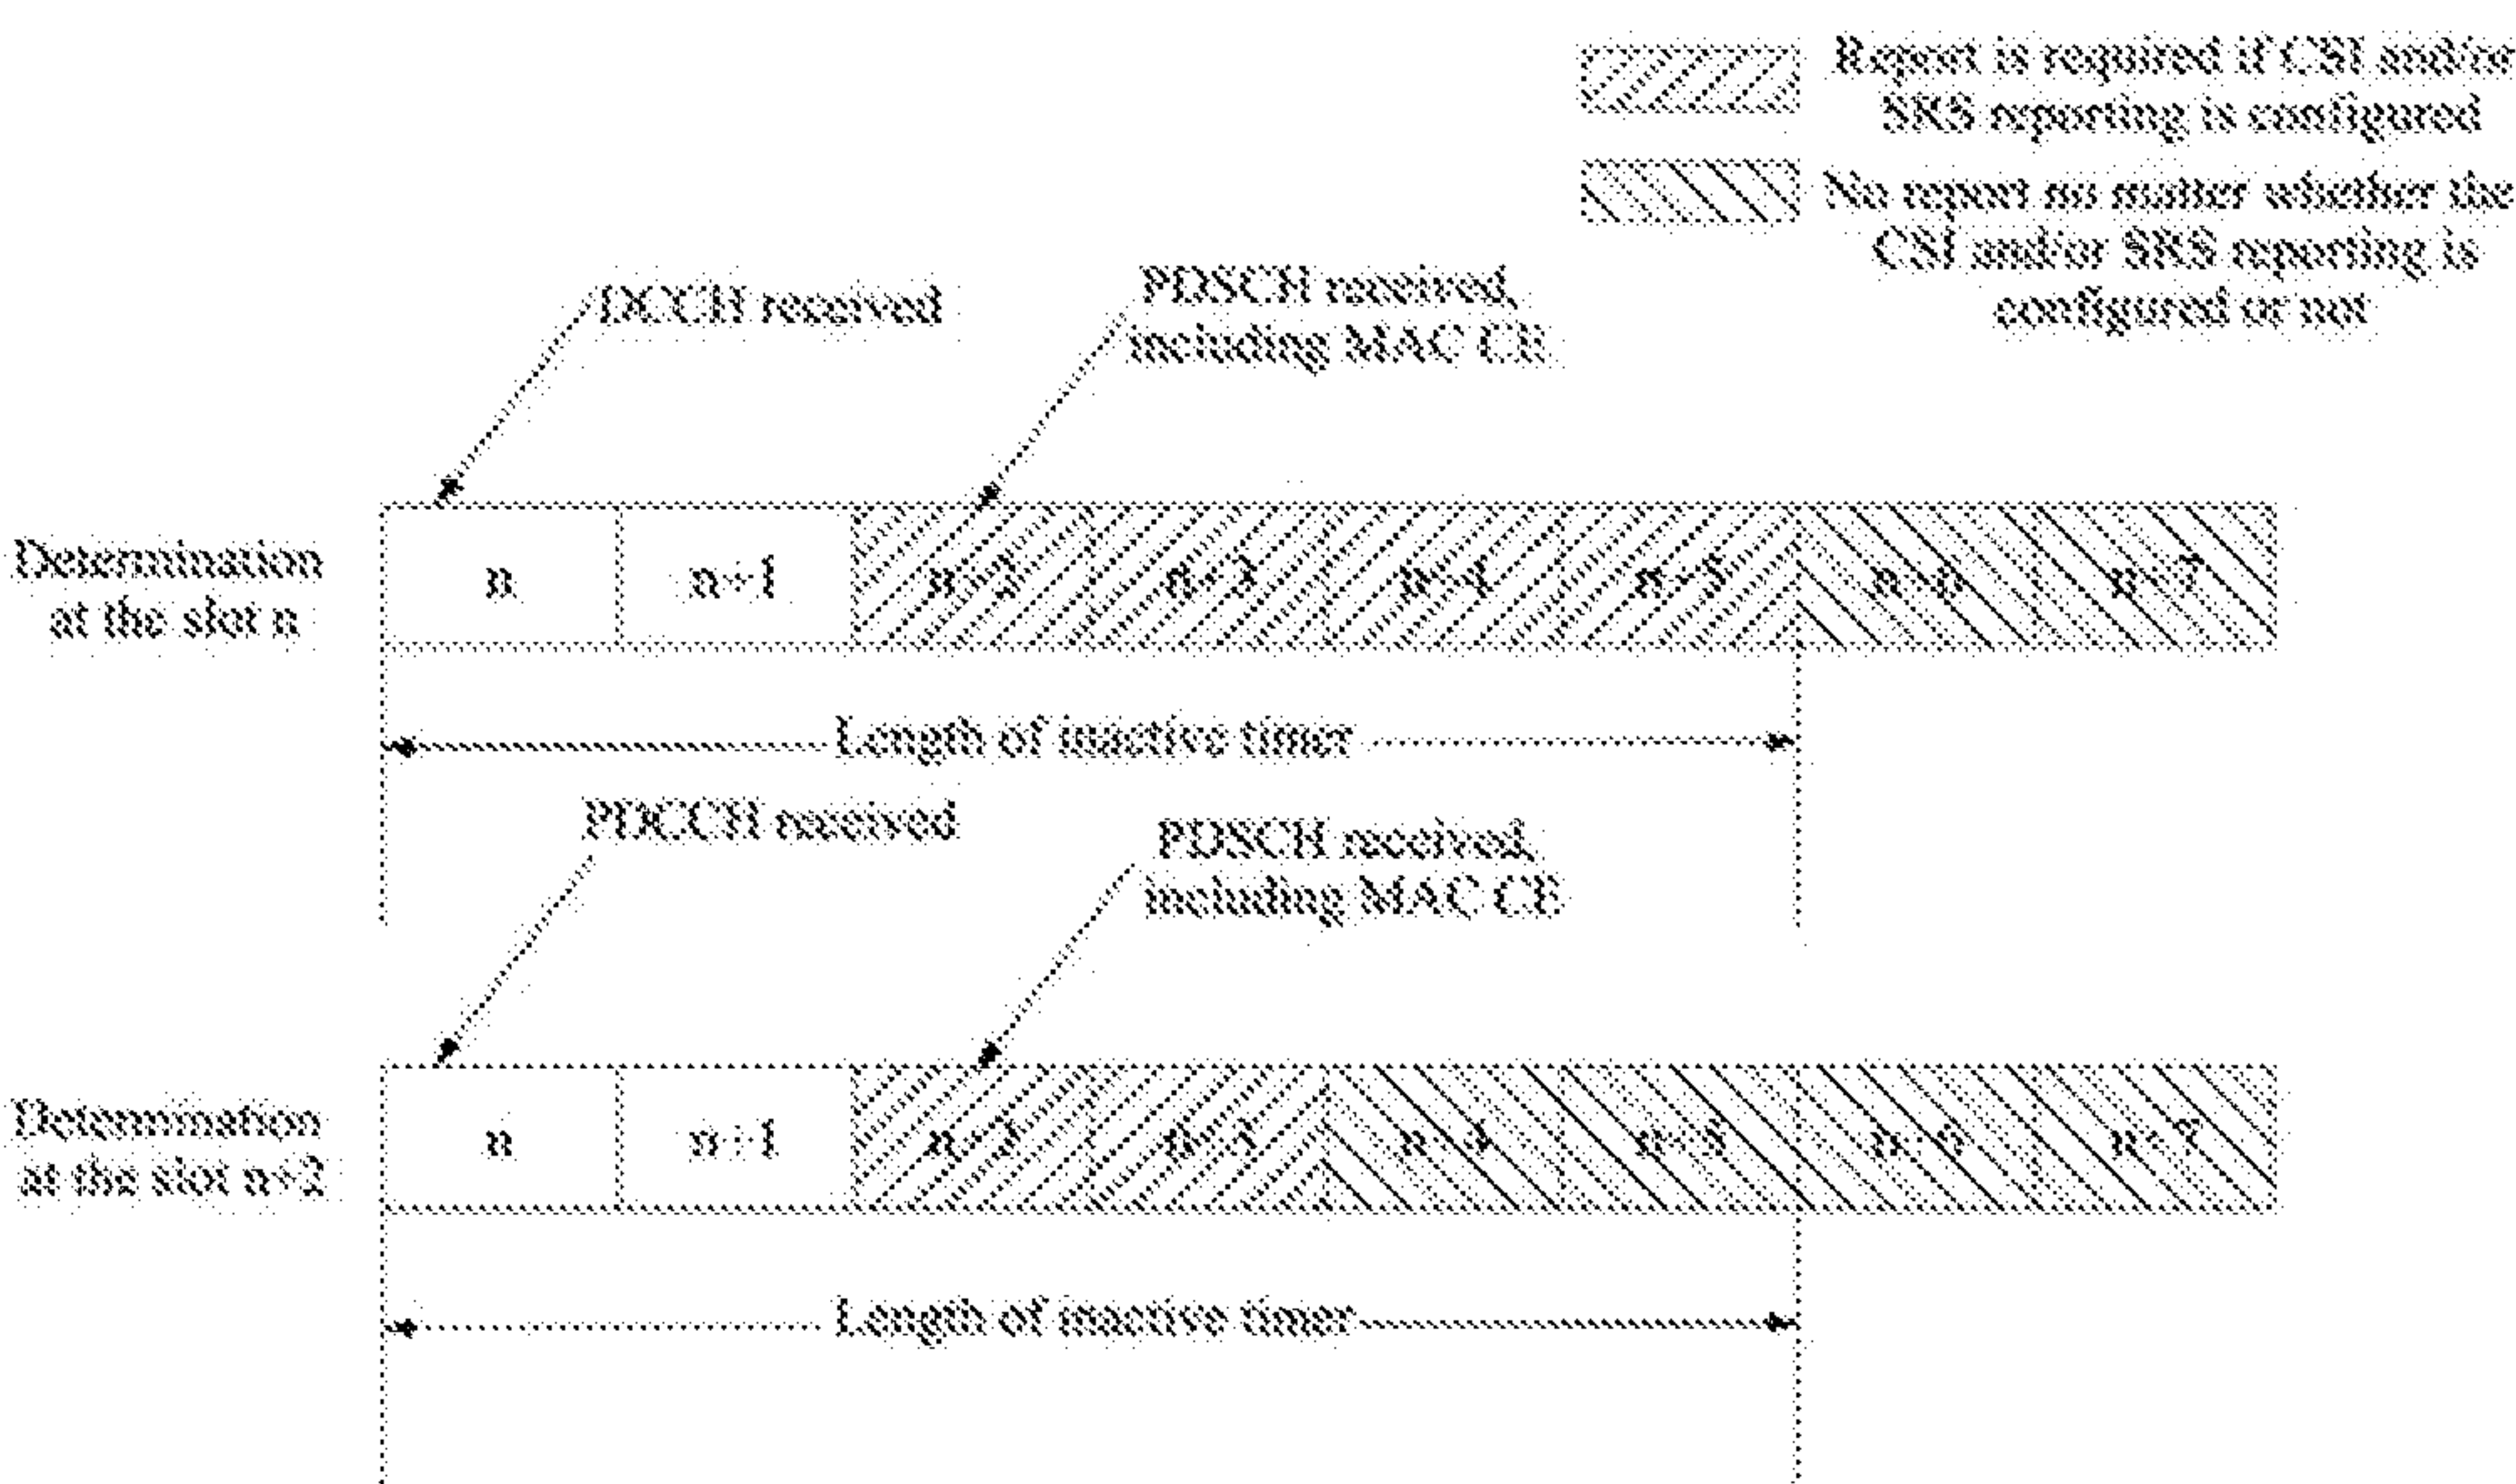 Report is required if CSI and/or
SRS reporting is configured
No report no matter whether the
CSI and/or SRS reporting is
configured or not
PDSCH received,
including MAC CE
received
Determination
at the slot n
n
n+1
n+2
n+3
n+4
n+5
n+6
n+7
Length of inactive timer
PDCCH received
PDSCH received,
including MAC CE
Determination
at the slot n+2
n
n+1
n+2
n+3
n+4
n+5
n+6
n+7
Length of inactive timer